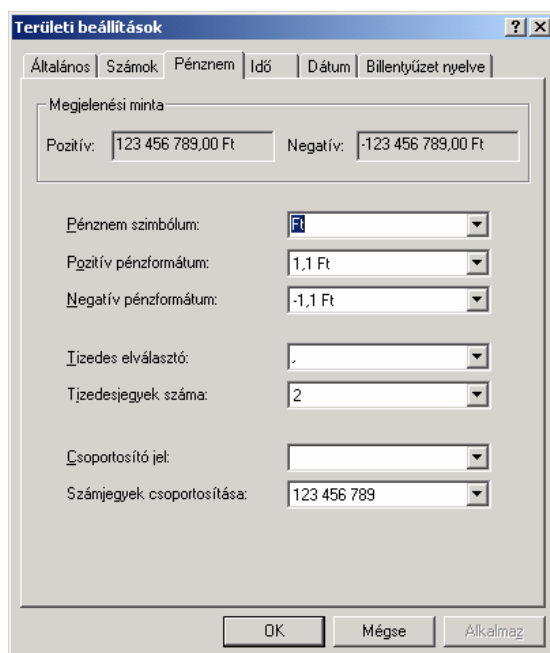 Területi beállítások
Általános Számok Pénznem Idő Dátum Billentyűzet nyelve
Megjelenési minta
Pozitív: 123 456 789,00 Ft Negatív: -123 456 789,00 Ft
Pénznem szimbólum: Ft
Pozitív pénzformátum: 1,1 Ft
Negatív pénzformátum: -1,1 Ft
Tizedes elválasztó: ,
Tizedesjegyek száma: 2
Csoportosító jel:
Számjegyek csoportosítása: 123 456 789
OK Mégse Alkalmaz